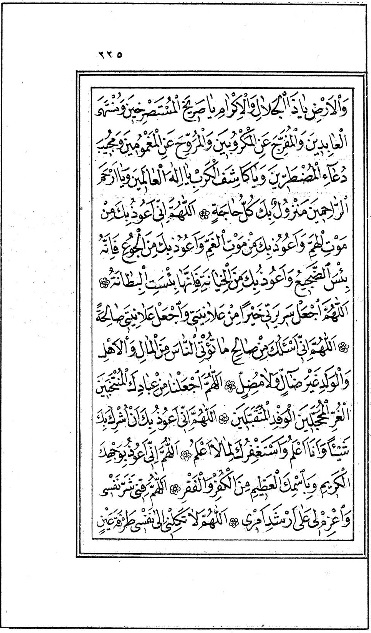 ٢٢٥
وَالْاَرْضِ يَا ذَا الْجَلَالِ وَالْاِكْرَامِ يَا صَرِيخَ الْمُسْتَصْرِخِينَ وَمُنْتَهَى
الْعَابِدِينَ وَالْمُفَرِّجَ عَنِ الْمَكْرُوبِينَ وَالْمُرَوِّحَ عَنِ الْمَغْمُومِينَ وَمُجِيبَ
دُعَاءِ الْمُضْطَرِّينَ وَيَا كَاشِفَ الْكَرْبِ يَا اِلٰهَ الْعَالَمِينَ وَيَا اَرْحَمَ
الرَّاحِمِينَ مَنْزُولٌ بِكَ كُلُّ حَاجَةٍ ۞ اَللّٰهُمَّ اِنِّى اَعُوذُ بِكَ مِنْ
مَوْتِ الْهَمِّ وَاَعُوذُ بِكَ مِنْ مَوْتِ الْغَمِّ وَاَعُوذُ بِكَ مِنَ الْجُوعِ فَاِنَّهُ
بِئْسَ الضَّجِيعُ وَاَعُوذُ بِكَ مِنَ الْخِيَانَةِ فَاِنَّهَا بِئْسَتِ الْبِطَانَةُ ۞
اَللّٰهُمَّ اجْعَلْ سَرِيرَتِى خَيْرًا مِنْ عَلَانِيَتِى وَاجْعَلْ عَلَانِيَتِى صَالِحَةً
۞ اَللّٰهُمَّ اِنِّى اَسْئَلُكَ مِنْ صَالِحِ مَا تُؤْتِى النَّاسَ مِنَ الْمَالِ وَالْاَهْلِ
وَالْوَلَدِ غَيْرَ ضَالٍّ وَلَا مُضِلٍّ ۞ اَللّٰهُمَّ اجْعَلْنَا مِنْ عِبَادِكَ الْمُنْتَخَبِينَ
الْغُرِّ الْمُحَجَّلِينَ الْوَفْدِ الْمُتَقَبَّلِينَ ۞ اَللّٰهُمَّ اِنِّى اَعُوذُ بِكَ اَنْ اُشْرِكَ بِكَ
شَيْئًا وَاَنَا اَعْلَمُ وَاَسْتَغْفِرُكَ لِمَا لَا اَعْلَمُ ۞ اَللّٰهُمَّ اِنِّى اَعُوذُ بِوَجْهِكَ
الْكَرِيمِ وَبِاسْمِكَ الْعَظِيمِ مِنَ الْكُفْرِ وَالْفَقْرِ ۞ اَللّٰهُمَّ قِنِى شَرَّ نَفْسِى
وَاعْزِمْ لِى عَلٰى اَرْشَدِ اَمْرِى ۞ اَللّٰهُمَّ لَا تَكِلْنِى اِلٰى نَفْسِى طَرْفَةَ عَيْنٍ